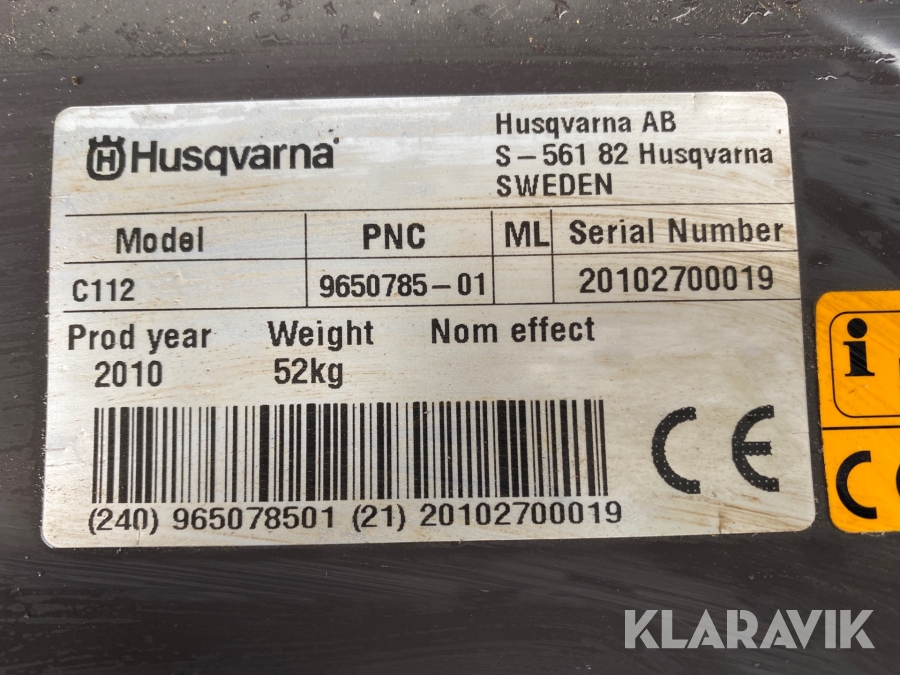 Husqvarna
Husqvarna AB
S-561 82 Husqvarna
SWEDEN
Model PNC ML Serial Number
C112 9650785-01 20102700019
Prod year Weight Nom effect
2010 52kg
CE
(240) 965078501 (21) 20102700019
i
C
KLARAVIK